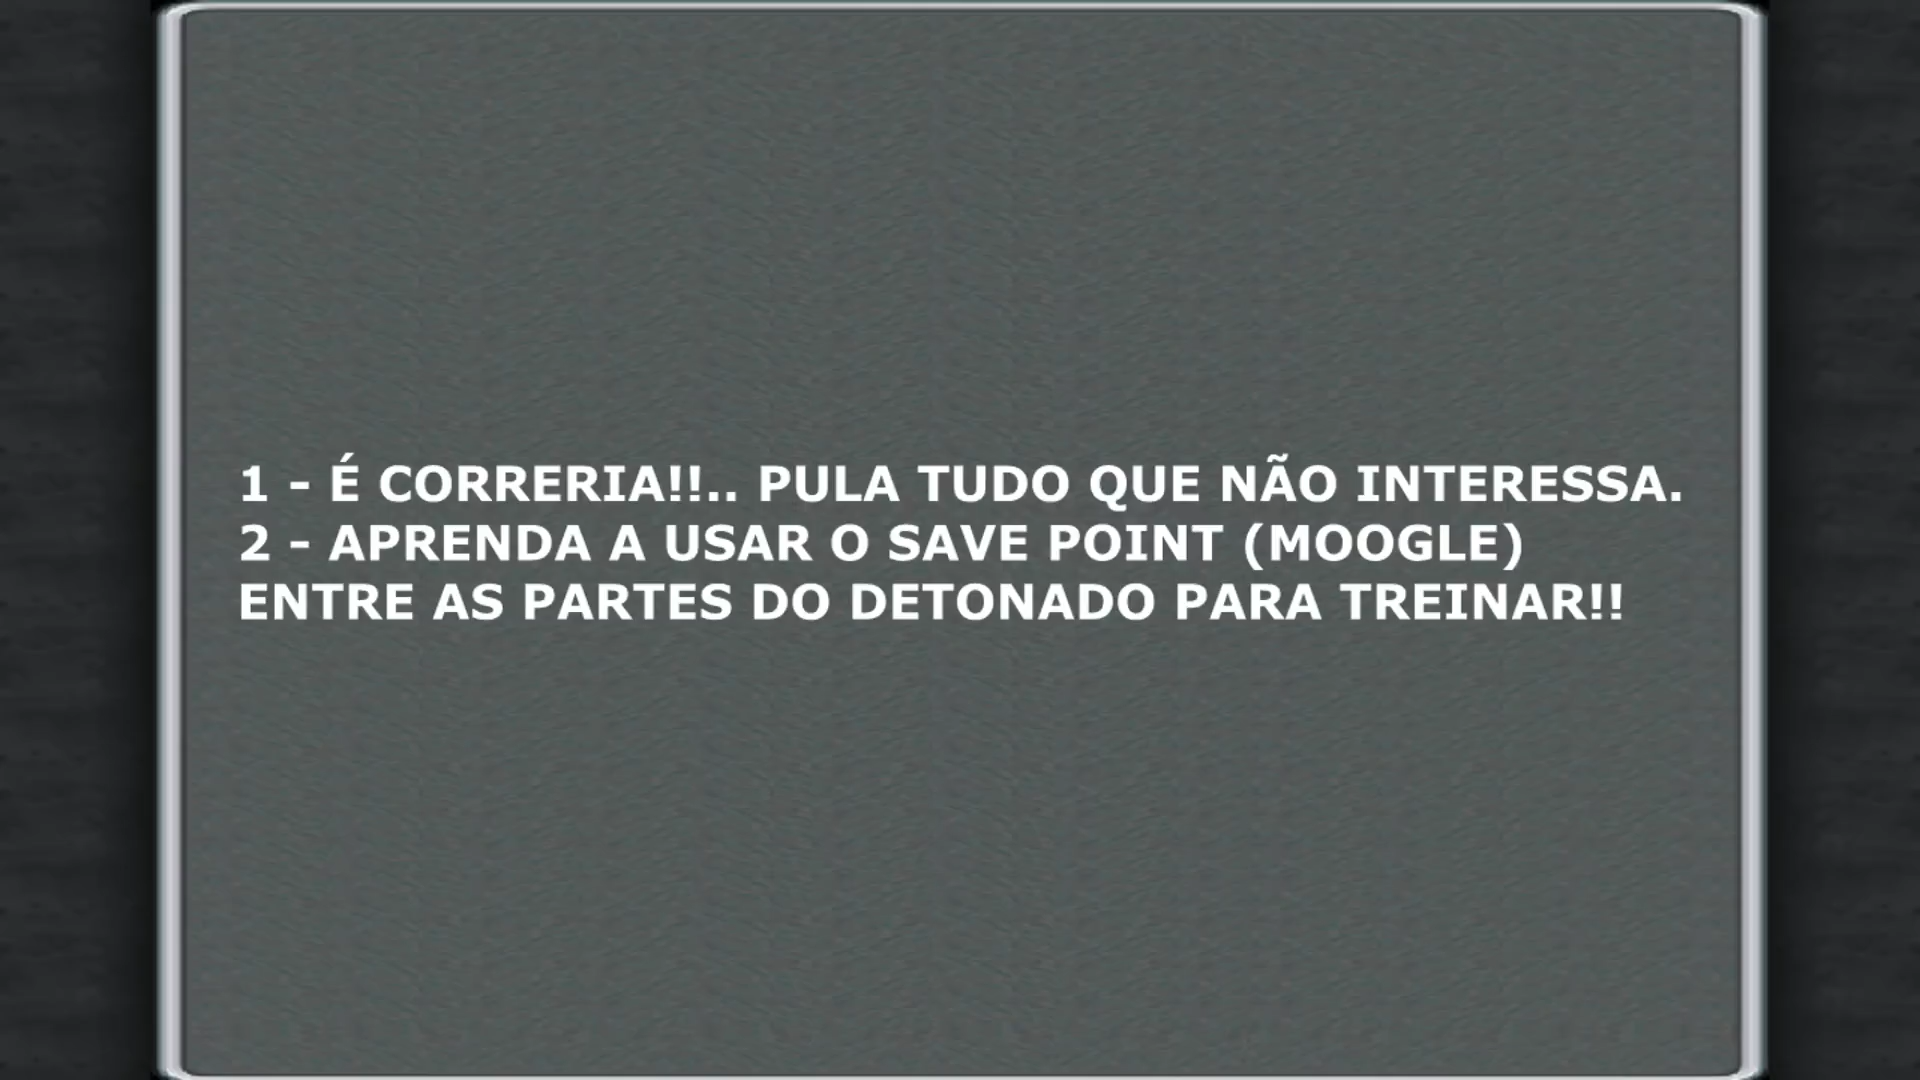 1 - É CORRERIA!!.. PULA TUDO QUE NÃO INTERESSA.
2 - APRENDA A USAR O SAVE POINT (MOOGLE)
ENTRE AS PARTES DO DETONADO PARA TREINAR!!